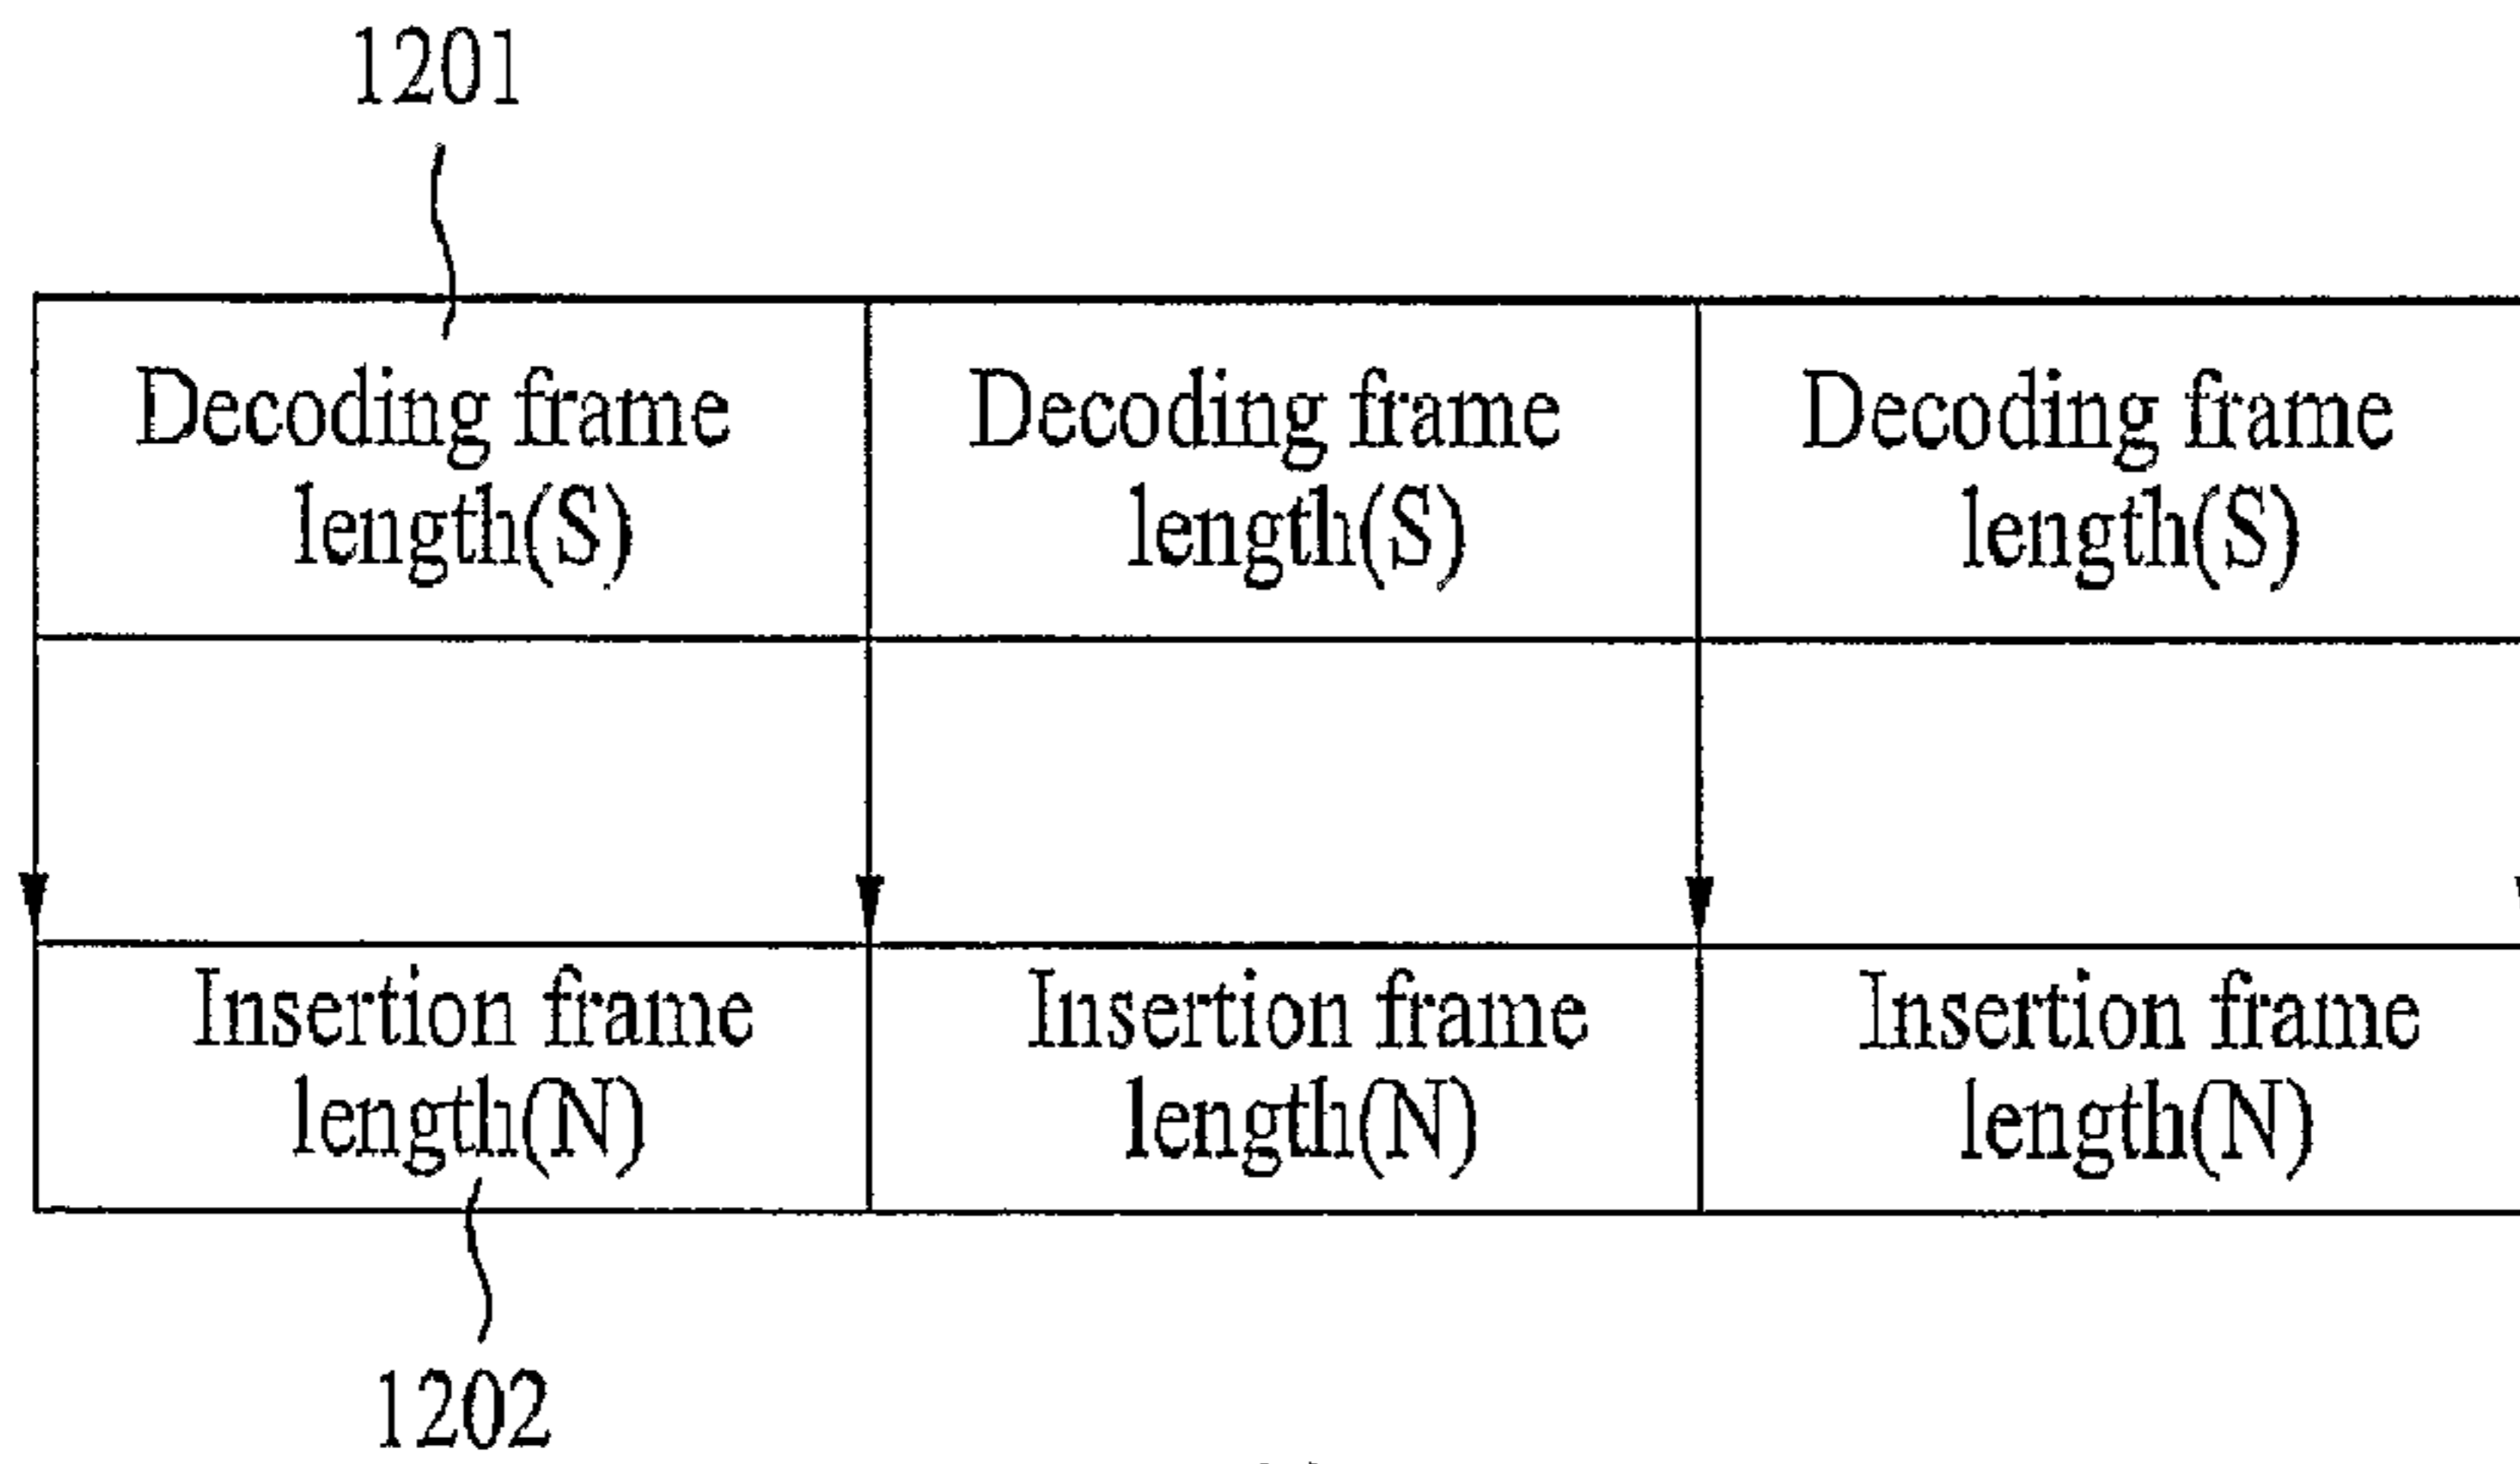 1201
Decoding frame
length(S)
Decoding frame
length(S)
Decoding frame
length(S)
Insertion frame
length(N)
Insertion frame
length(N)
Insertion frame
length(N)
1202